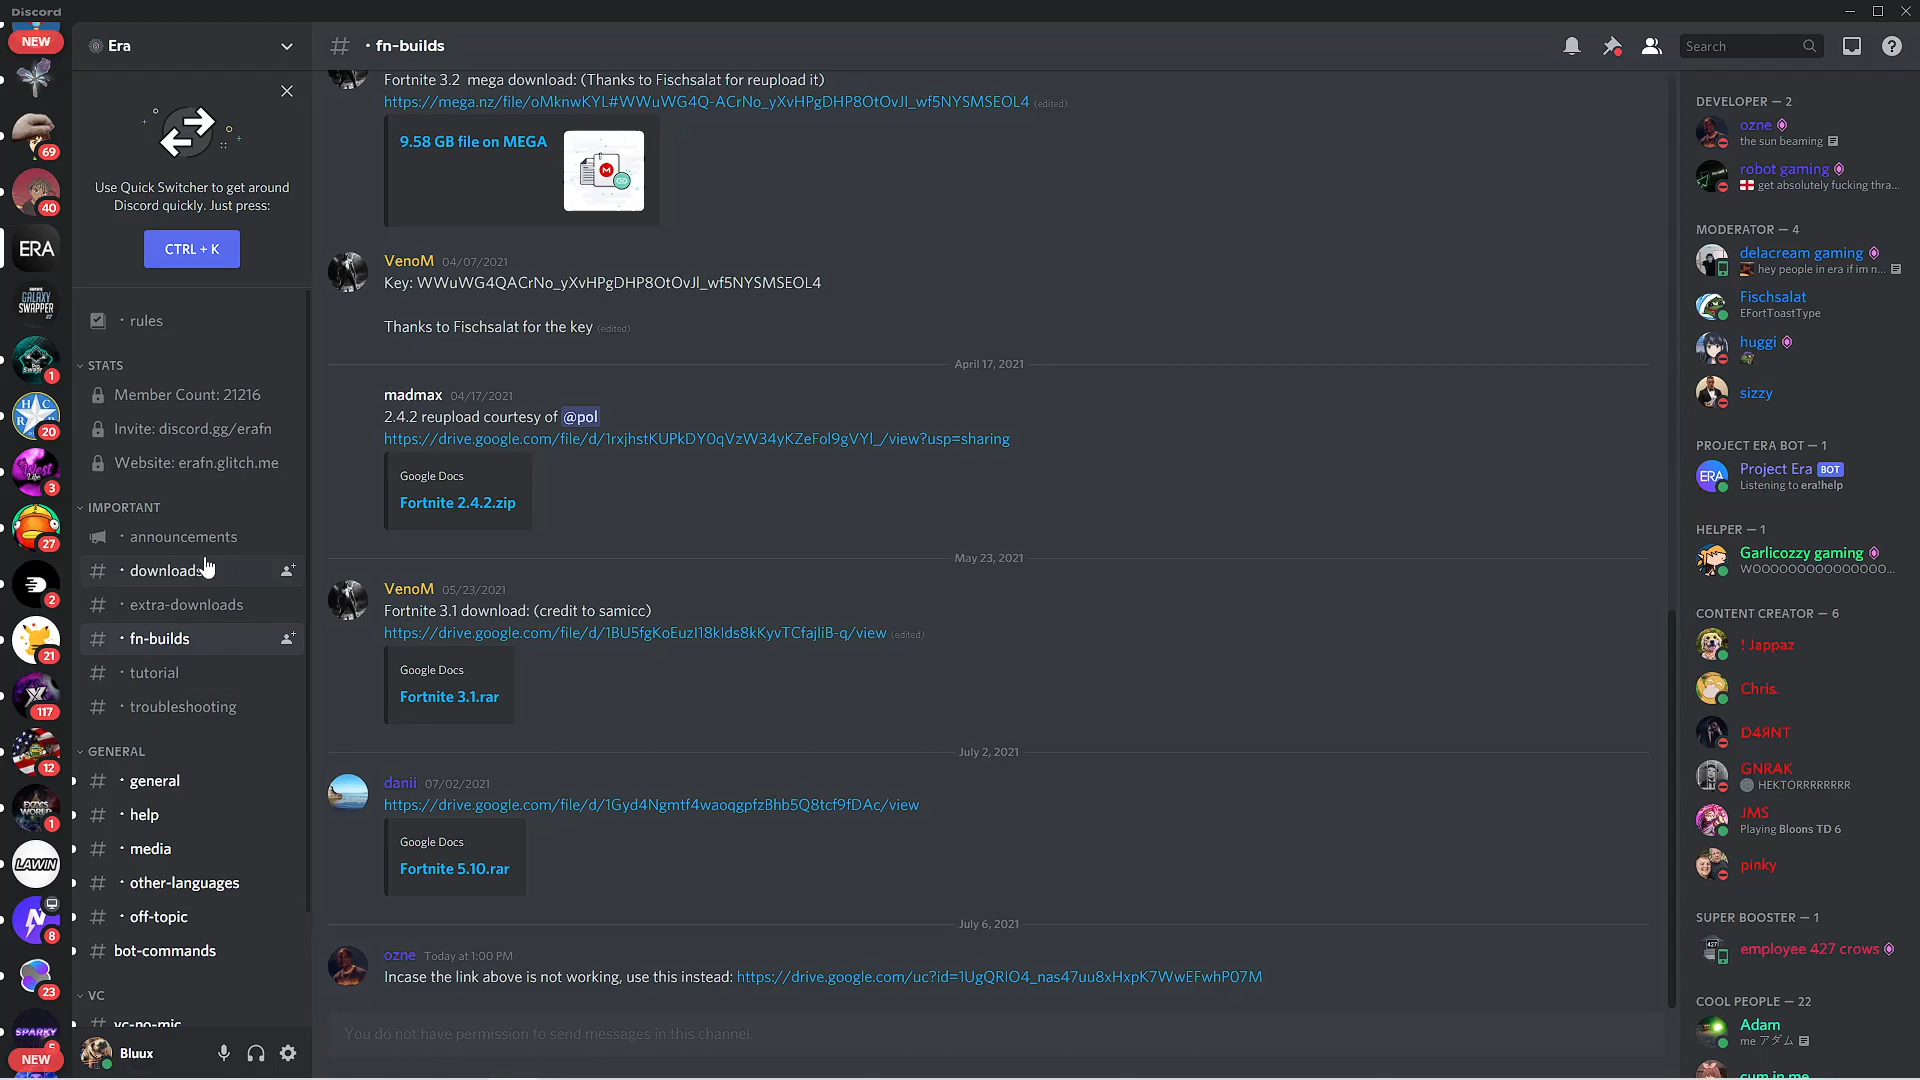 Discord
NEW
69
40
ERA
GALAXY
SWAPPER
1
20
3
27
2
21
117
12
1
LAWIN
8
23
SPARKY
5
NEW
Era
Use Quick Switcher to get around
Discord quickly. Just press:
CTRL + K
rules
STATS
Member Count: 21216
Invite: discord.gg/erafn
Website: erafn.glitch.me
IMPORTANT
announcements
downloads
extra-downloads
fn-builds
tutorial
troubleshooting
GENERAL
general
help
media
other-languages
off-topic
bot-commands
VC
vc-no-mic
Bluux
# · fn-builds
Search
Fortnite 3.2 mega download: (Thanks to Fischsalat for reupload it)
https://mega.nz/file/oMknwKYL#WWuWG4Q-ACrNo_yXvHPgDHP8OtOvJl_wf5NYSMSEOL4 (edited)
9.58 GB file on MEGA
VenoM 04/07/2021
Key: WWuWG4QACrNo_yXvHPgDHP8OtOvJl_wf5NYSMSEOL4
Thanks to Fischsalat for the key (edited)
April 17, 2021
madmax 04/17/2021
2.4.2 reupload courtesy of @pol
https://drive.google.com/file/d/1rxjhstKUPkDY0qVzW34yKZeFol9gVYl_/view?usp=sharing
Google Docs
Fortnite 2.4.2.zip
May 23, 2021
VenoM 05/23/2021
Fortnite 3.1 download: (credit to samicc)
https://drive.google.com/file/d/1BU5fgKoEuzI18kIds8kKyvTCfajliB-q/view (edited)
Google Docs
Fortnite 3.1.rar
July 2, 2021
danii 07/02/2021
https://drive.google.com/file/d/1Gyd4Ngmtf4waoqgpfzBhb5Q8tcf9fDAc/view
Google Docs
Fortnite 5.10.rar
July 6, 2021
ozne Today at 1:00 PM
Incase the link above is not working, use this instead: https://drive.google.com/uc?id=1UgQRIO4_nas47uu8xHxpK7WwEFwhP07M
You do not have permission to send messages in this channel.
DEVELOPER — 2
ozne
the sun beaming
robot gaming
get absolutely fucking thra...
MODERATOR — 4
delacream gaming
hey people in era if im n...
Fischsalat
EFortToastType
huggi
sizzy
PROJECT ERA BOT — 1
ERA
Project Era BOT
Listening to era!help
HELPER — 1
Garlicozzy gaming
WOOOOOOOOOOOOOO...
CONTENT CREATOR — 6
! Jappaz
Chris.
D4ЯNT
GNRAK
HEKTORRRRRRRR
JMS
Playing Bloons TD 6
pinky
SUPER BOOSTER — 1
employee 427 crows
COOL PEOPLE — 22
Adam
me アダム
cum in me